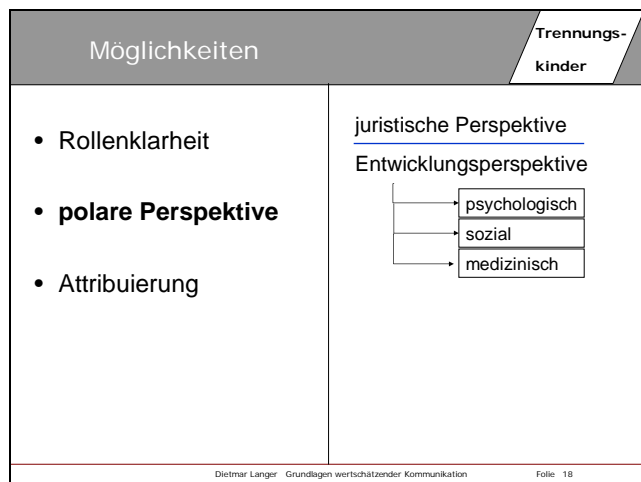 Möglichkeiten
Trennungs-
kinder
• Rollenklarheit
• polare Perspektive
• Attribuierung
juristische Perspektive
Entwicklungsperspektive
psychologisch
sozial
medizinisch
Dietmar Langer Grundlagen wertschätzender Kommunikation Folie 18